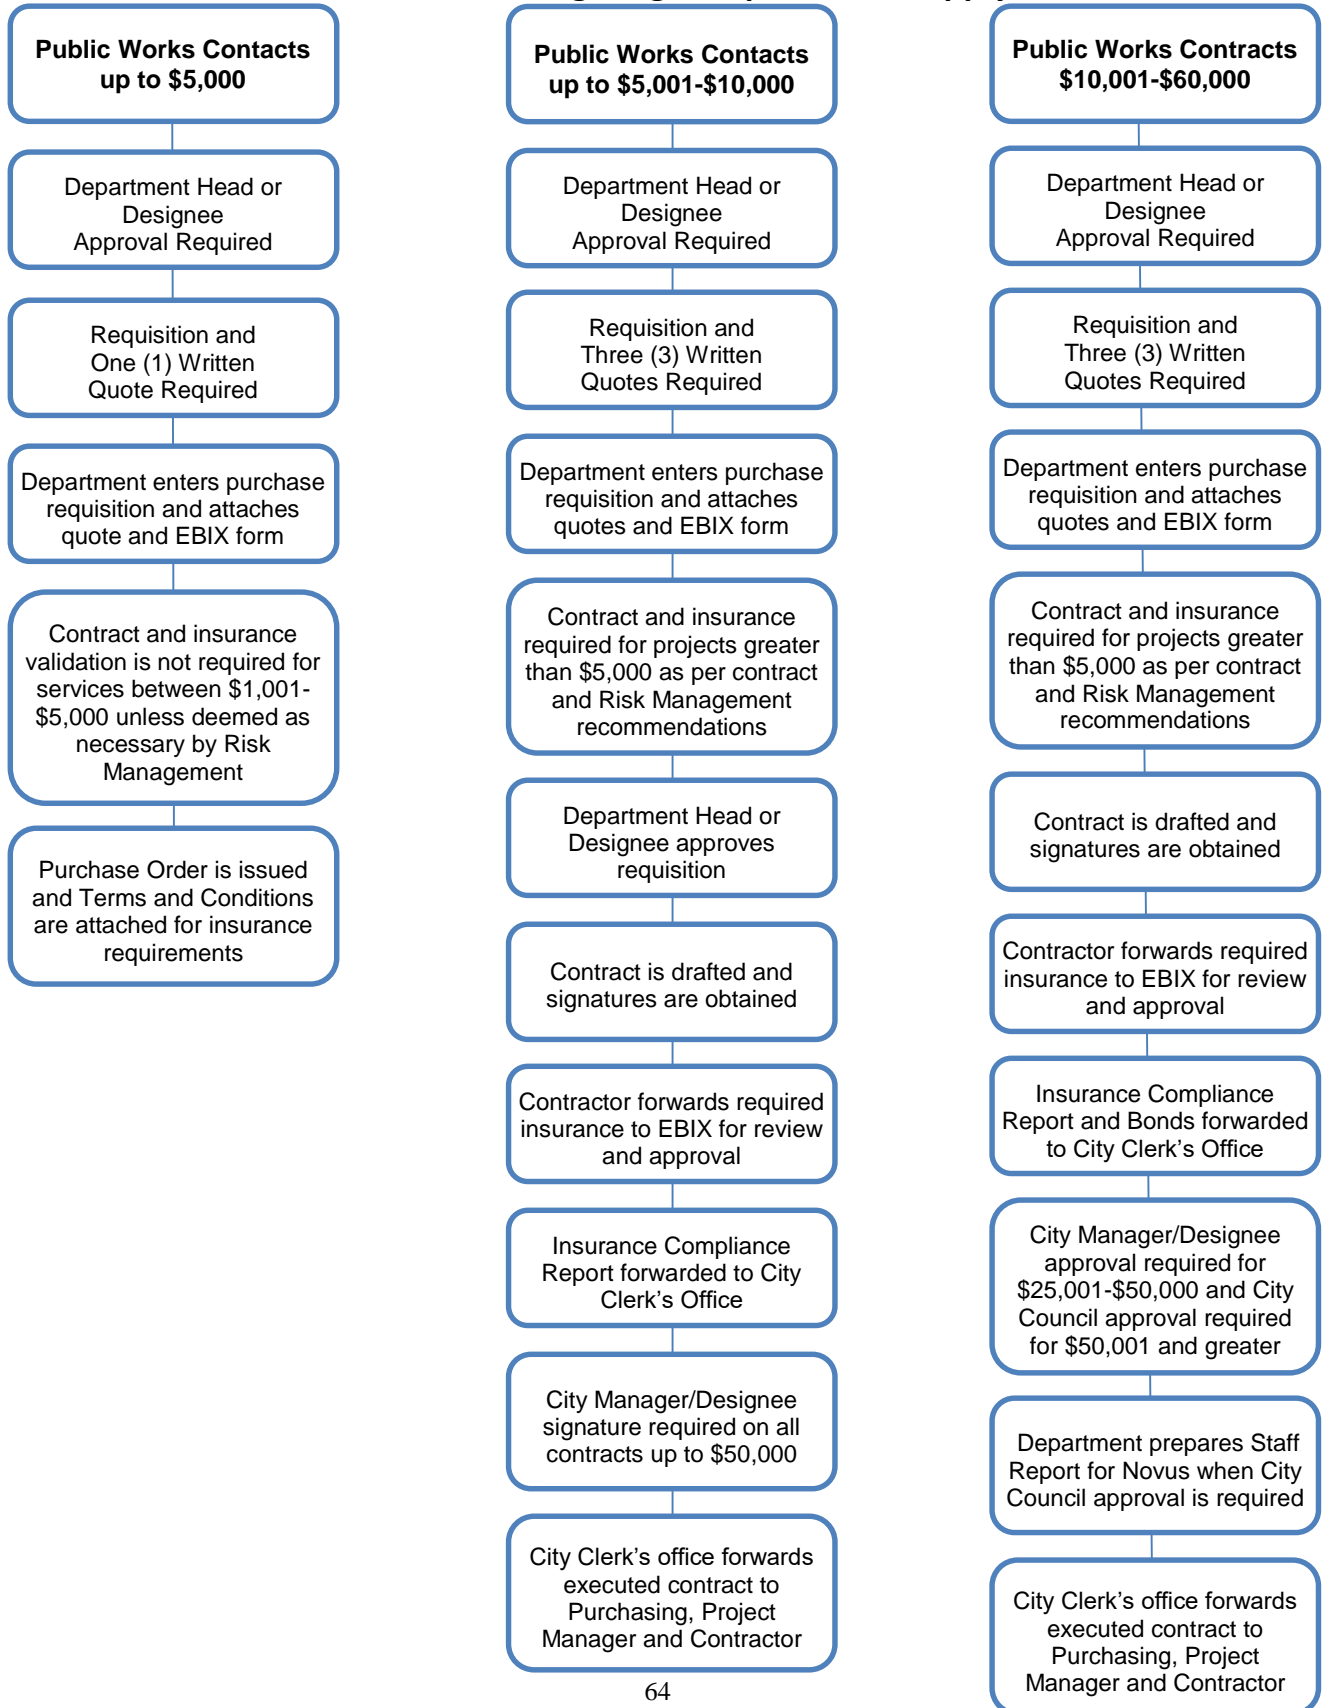 Public Works Contacts
up to $5,000
Department Head or
Designee
Approval Required
Requisition and
One (1) Written
Quote Required
Department enters purchase
requisition and attaches
quote and EBIX form
Contract and insurance
validation is not required for
services between $1,001-
$5,000 unless deemed as
necessary by Risk
Management
Purchase Order is issued
and Terms and Conditions
are attached for insurance
requirements
Public Works Contacts
up to $5,001-$10,000
Department Head or
Designee
Approval Required
Requisition and
Three (3) Written
Quotes Required
Department enters purchase
requisition and attaches
quotes and EBIX form
Contract and insurance
required for projects greater
than $5,000 as per contract
and Risk Management
recommendations
Department Head or
Designee approves
requisition
Contract is drafted and
signatures are obtained
Contractor forwards required
insurance to EBIX for review
and approval
Insurance Compliance
Report forwarded to City
Clerk’s Office
City Manager/Designee
signature required on all
contracts up to $50,000
City Clerk’s office forwards
executed contract to
Purchasing, Project
Manager and Contractor
Public Works Contracts
$10,001-$60,000
Department Head or
Designee
Approval Required
Requisition and
Three (3) Written
Quotes Required
Department enters purchase
requisition and attaches
quotes and EBIX form
Contract and insurance
required for projects greater
than $5,000 as per contract
and Risk Management
recommendations
Contract is drafted and
signatures are obtained
Contractor forwards required
insurance to EBIX for review
and approval
Insurance Compliance
Report and Bonds forwarded
to City Clerk’s Office
City Manager/Designee
approval required for
$25,001-$50,000 and City
Council approval required
for $50,001 and greater
Department prepares Staff
Report for Novus when City
Council approval is required
City Clerk’s office forwards
executed contract to
Purchasing, Project
Manager and Contractor
64